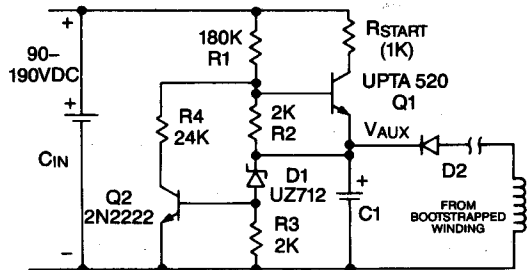 +
90–
190VDC
+
CIN
–
180K
R1
RSTART
(1K)
UPTA 520
Q1
R4
24K
2K
R2
VAUX
D2
D1
UZ712
+
C1
Q2
2N2222
R3
2K
FROM
BOOTSTRAPPED
WINDING